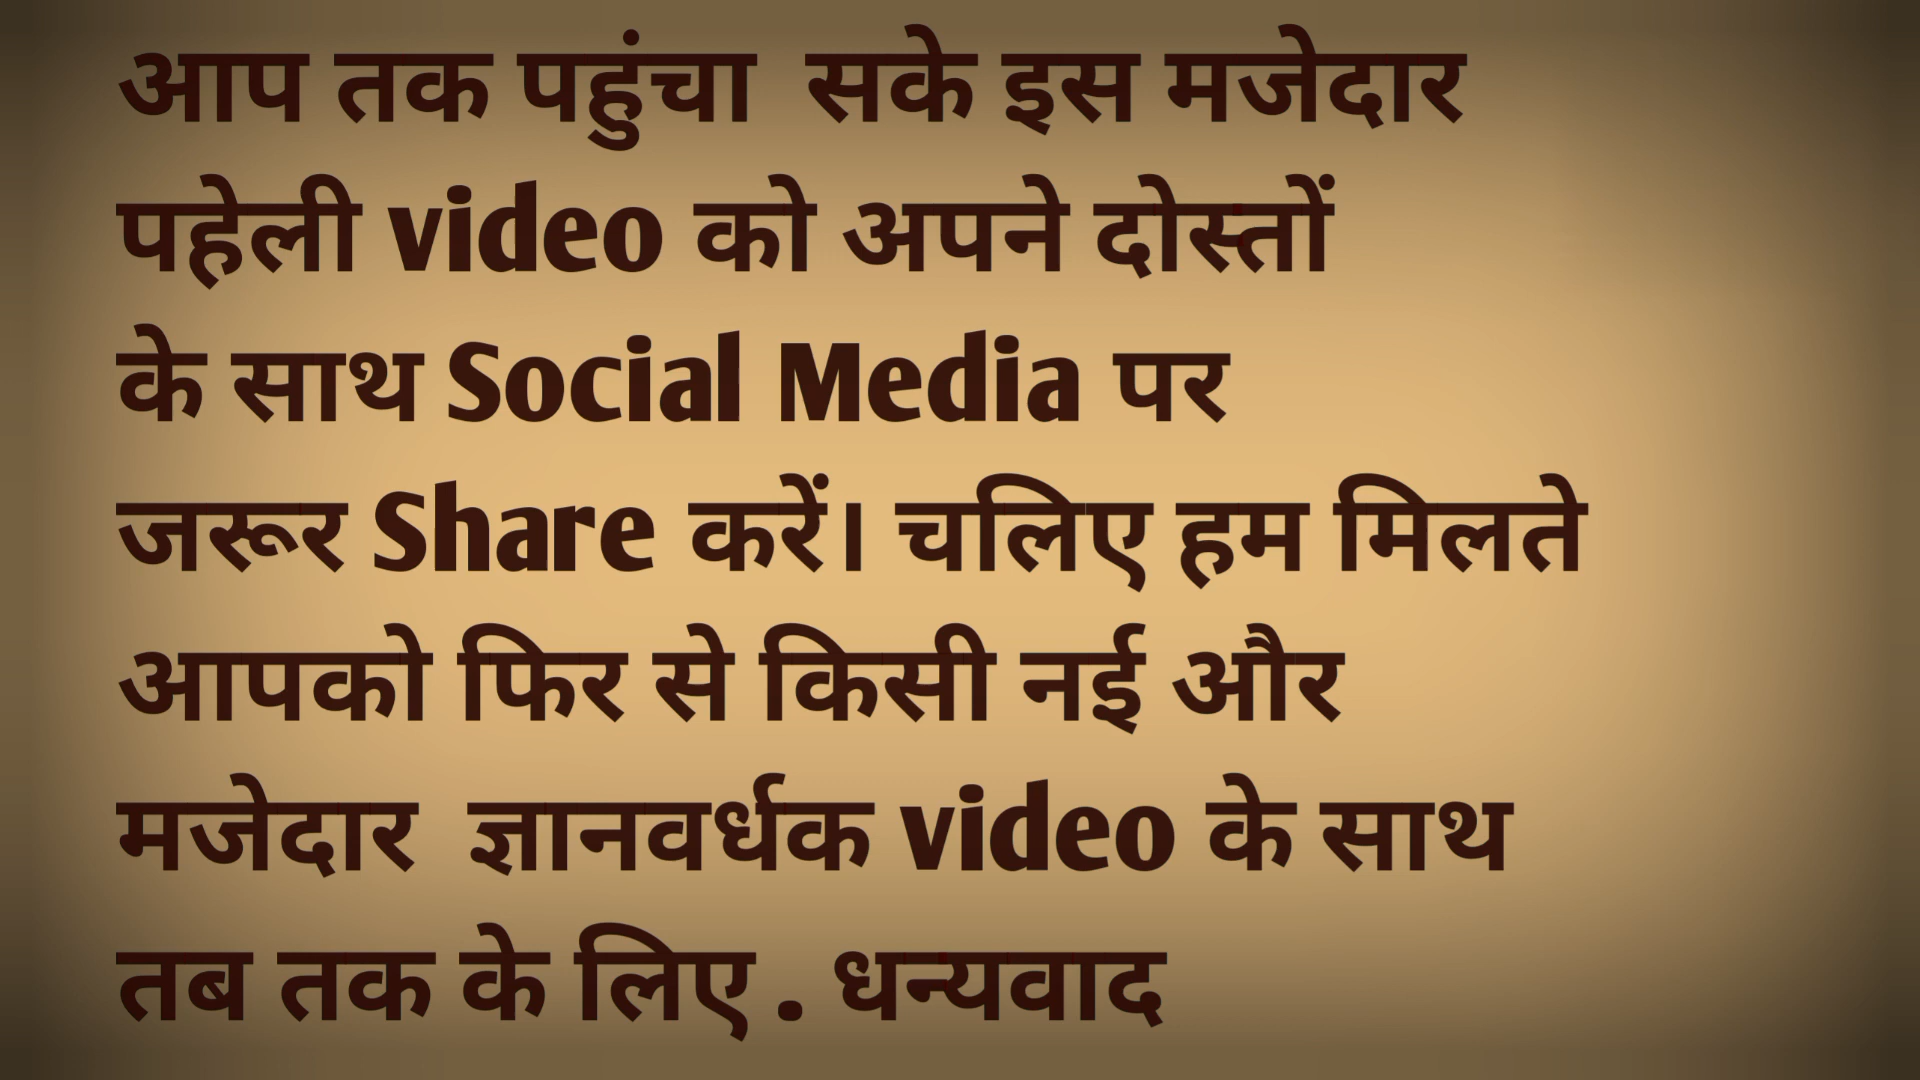 आप तक पहुंचा सके इस मजेदार
पहेली video को अपने दोस्तों
के साथ Social Media पर
जरूर Share करें। चलिए हम मिलते
आपको फिर से किसी नई और
मजेदार ज्ञानवर्धक video के साथ
तब तक के लिए . धन्यवाद